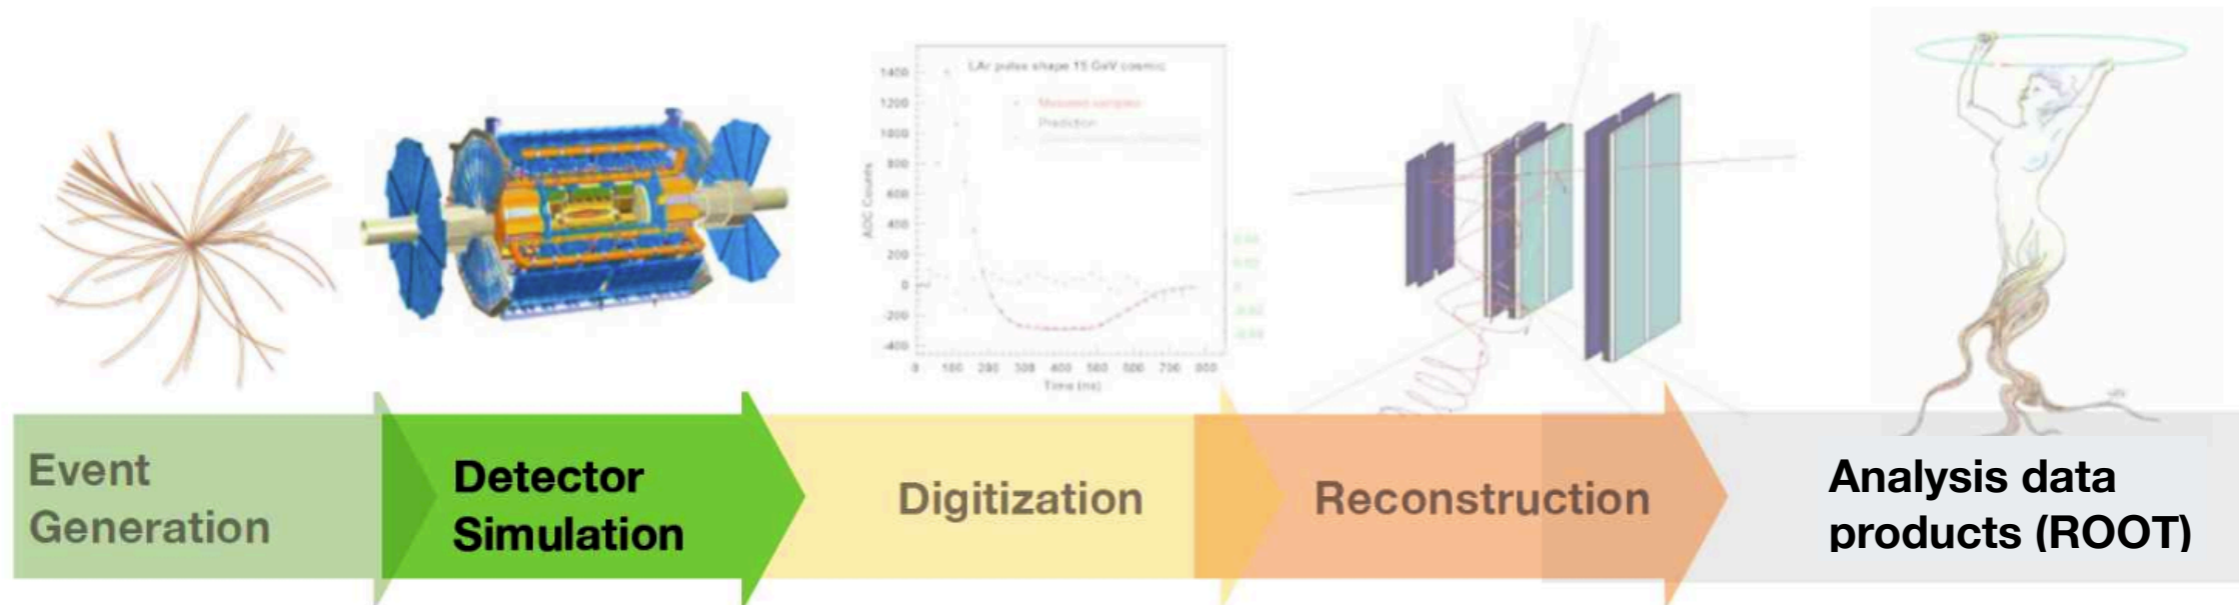 LAr pulse shape 15 GeV cosmic
Prediction
ADC Counts
1400
1200
1000
800
600
400
200
0
-200
-400
0 100 200 300 400 500 600 700 800
Time (ns)
Event
Generation
Detector
Simulation
Digitization
Reconstruction
Analysis data
products (ROOT)